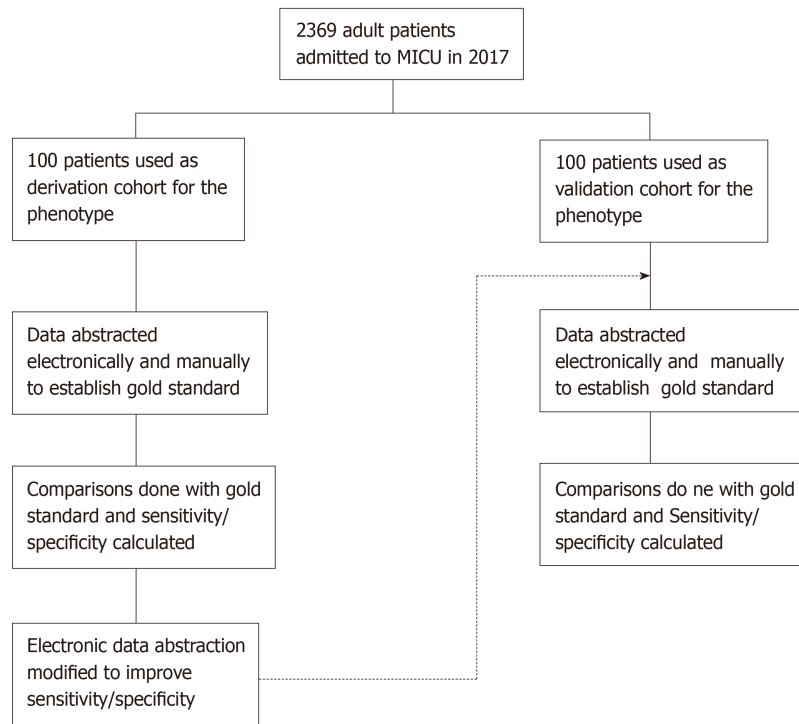 2369 adult patients
admitted to MICU in 2017
100 patients used as
derivation cohort for the
phenotype
100 patients used as
validation cohort for the
phenotype
Data abstracted
electronically and manually
to establish gold standard
Data abstracted
electronically and  manually
to establish  gold standard
Comparisons done with gold
standard and sensitivity/
specificity calculated
Comparisons do ne with gold
standard and Sensitivity/
specificity calculated
Electronic data abstraction
modified to improve
sensitivity/specificity